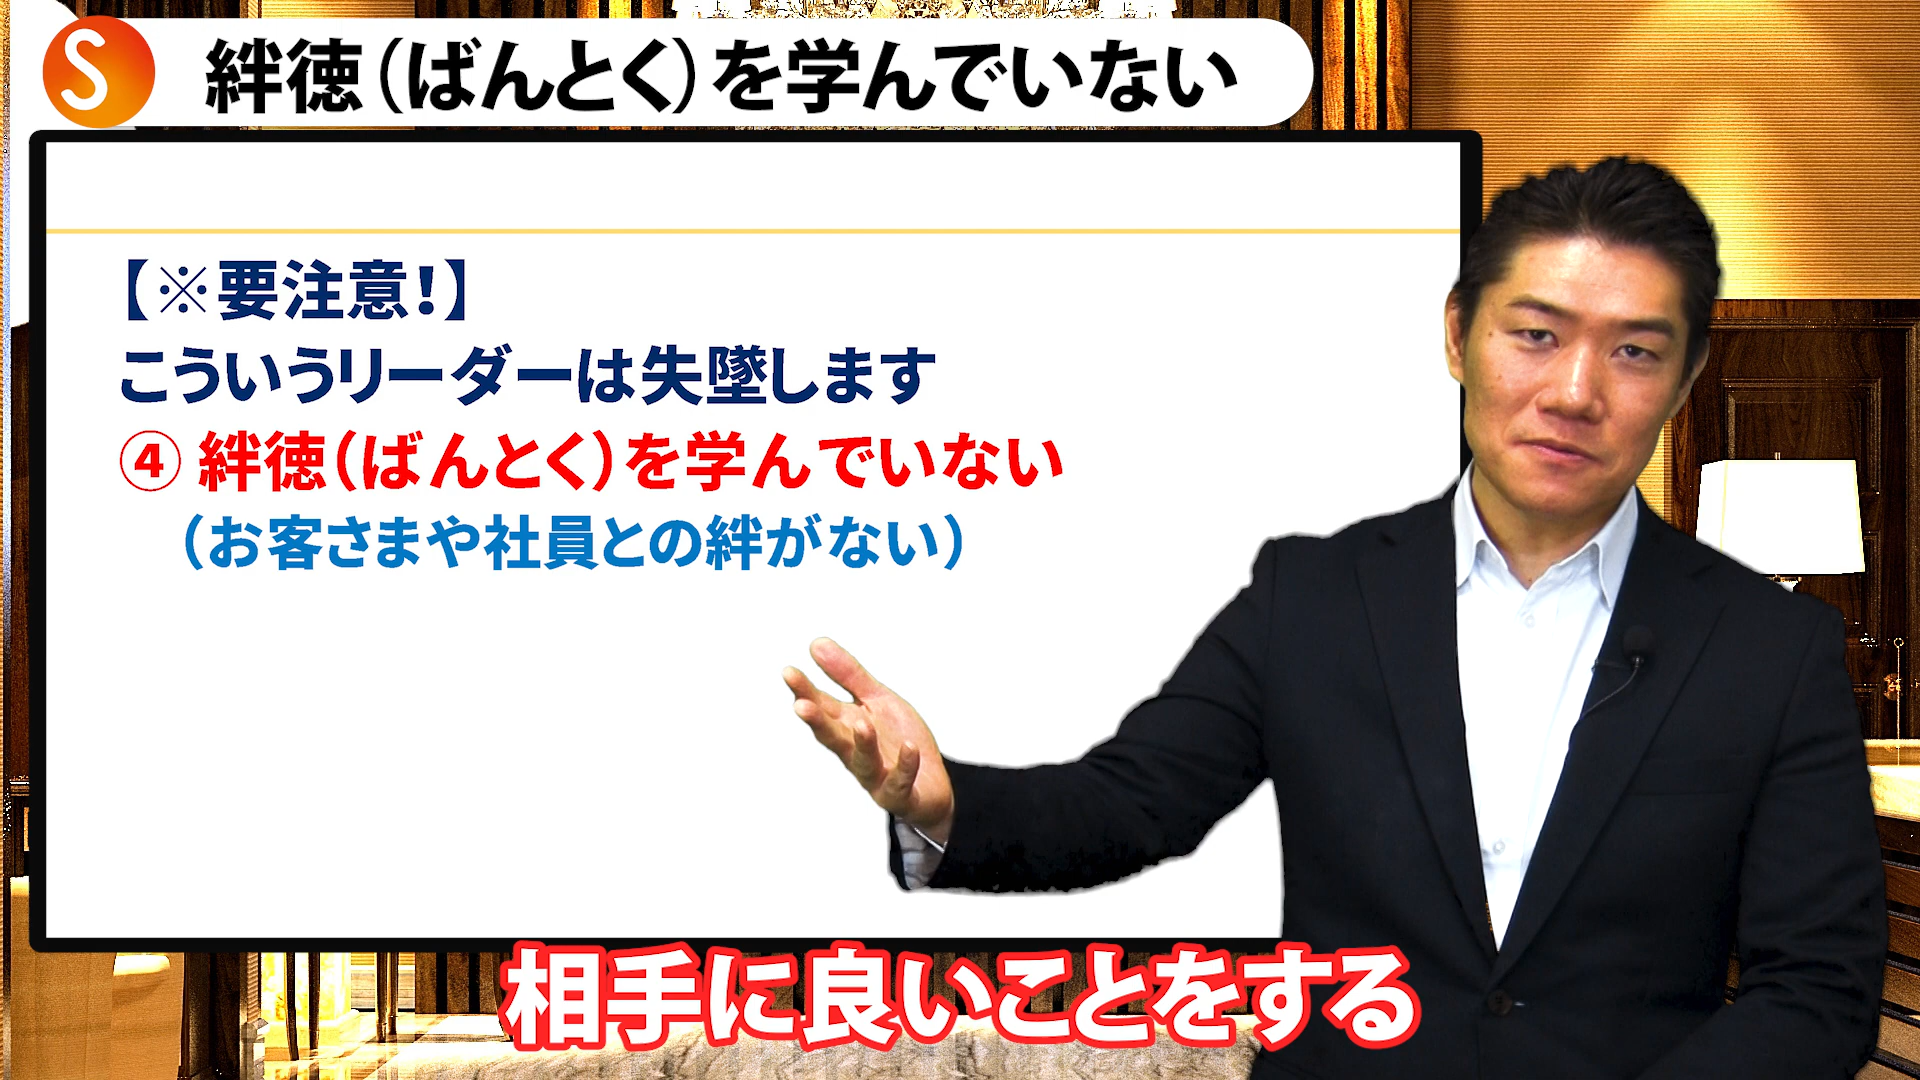 S 絆徳（ばんとく）を学んでいない
【※要注意！】
こういうリーダーは失墜します
④ 絆徳（ばんとく）を学んでいない
（お客さまや社員との絆がない）
相手に良いことをする